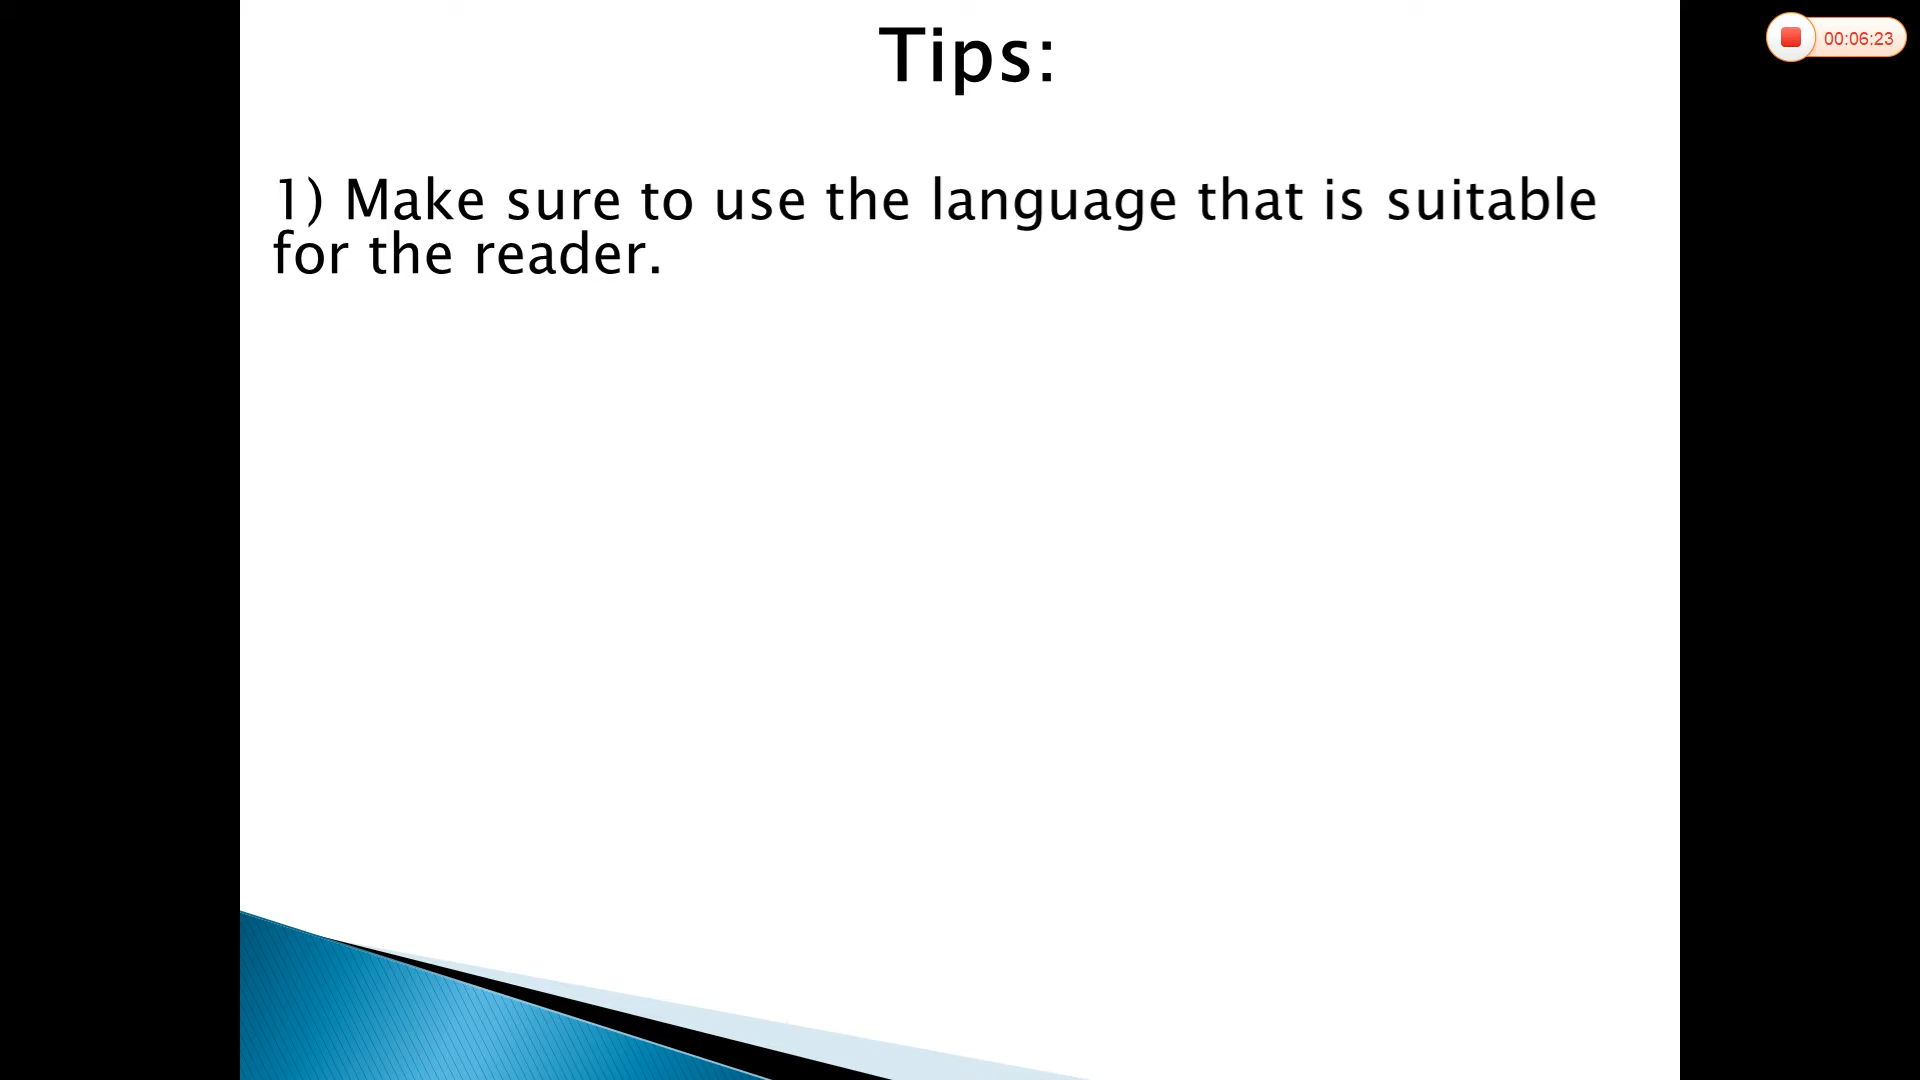 Tips:
00:06:23
1) Make sure to use the language that is suitable
for the reader.